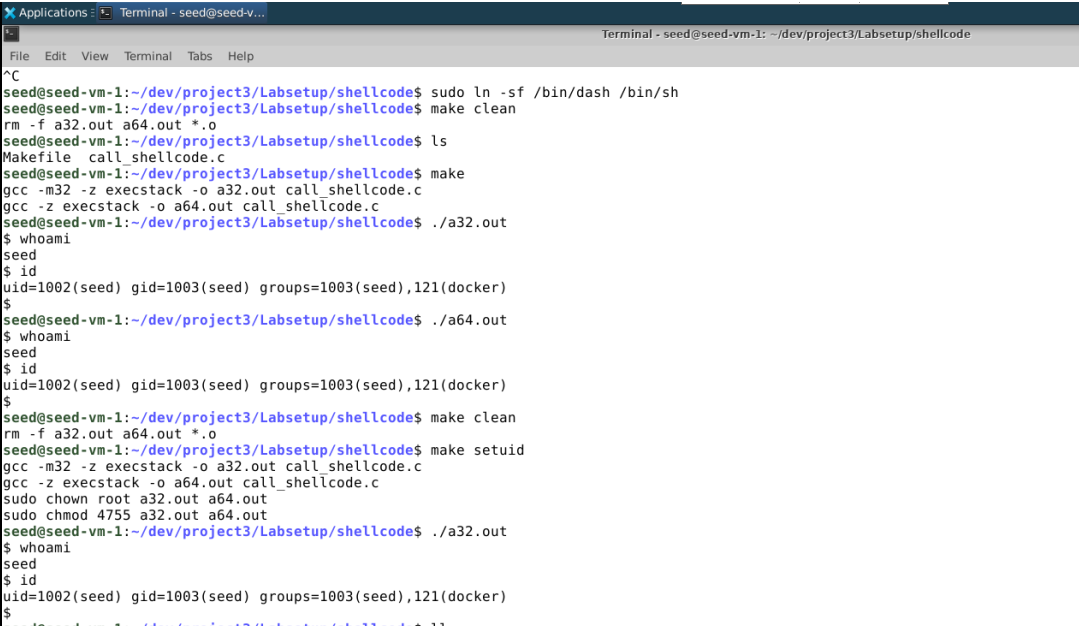 Applications Terminal - seed@seed-v...
Terminal - seed@seed-vm-1: ~/dev/project3/Labsetup/shellcode
File Edit View Terminal Tabs Help
^C
seed@seed-vm-1:~/dev/project3/Labsetup/shellcode$ sudo ln -sf /bin/dash /bin/sh
seed@seed-vm-1:~/dev/project3/Labsetup/shellcode$ make clean
rm -f a32.out a64.out *.o
seed@seed-vm-1:~/dev/project3/Labsetup/shellcode$ ls
Makefile  call_shellcode.c
seed@seed-vm-1:~/dev/project3/Labsetup/shellcode$ make
gcc -m32 -z execstack -o a32.out call_shellcode.c
gcc -z execstack -o a64.out call_shellcode.c
seed@seed-vm-1:~/dev/project3/Labsetup/shellcode$ ./a32.out
$ whoami
seed
$ id
uid=1002(seed) gid=1003(seed) groups=1003(seed),121(docker)
$
seed@seed-vm-1:~/dev/project3/Labsetup/shellcode$ ./a64.out
$ whoami
seed
$ id
uid=1002(seed) gid=1003(seed) groups=1003(seed),121(docker)
$
seed@seed-vm-1:~/dev/project3/Labsetup/shellcode$ make clean
rm -f a32.out a64.out *.o
seed@seed-vm-1:~/dev/project3/Labsetup/shellcode$ make setuid
gcc -m32 -z execstack -o a32.out call_shellcode.c
gcc -z execstack -o a64.out call_shellcode.c
sudo chown root a32.out a64.out
sudo chmod 4755 a32.out a64.out
seed@seed-vm-1:~/dev/project3/Labsetup/shellcode$ ./a32.out
$ whoami
seed
$ id
uid=1002(seed) gid=1003(seed) groups=1003(seed),121(docker)
$